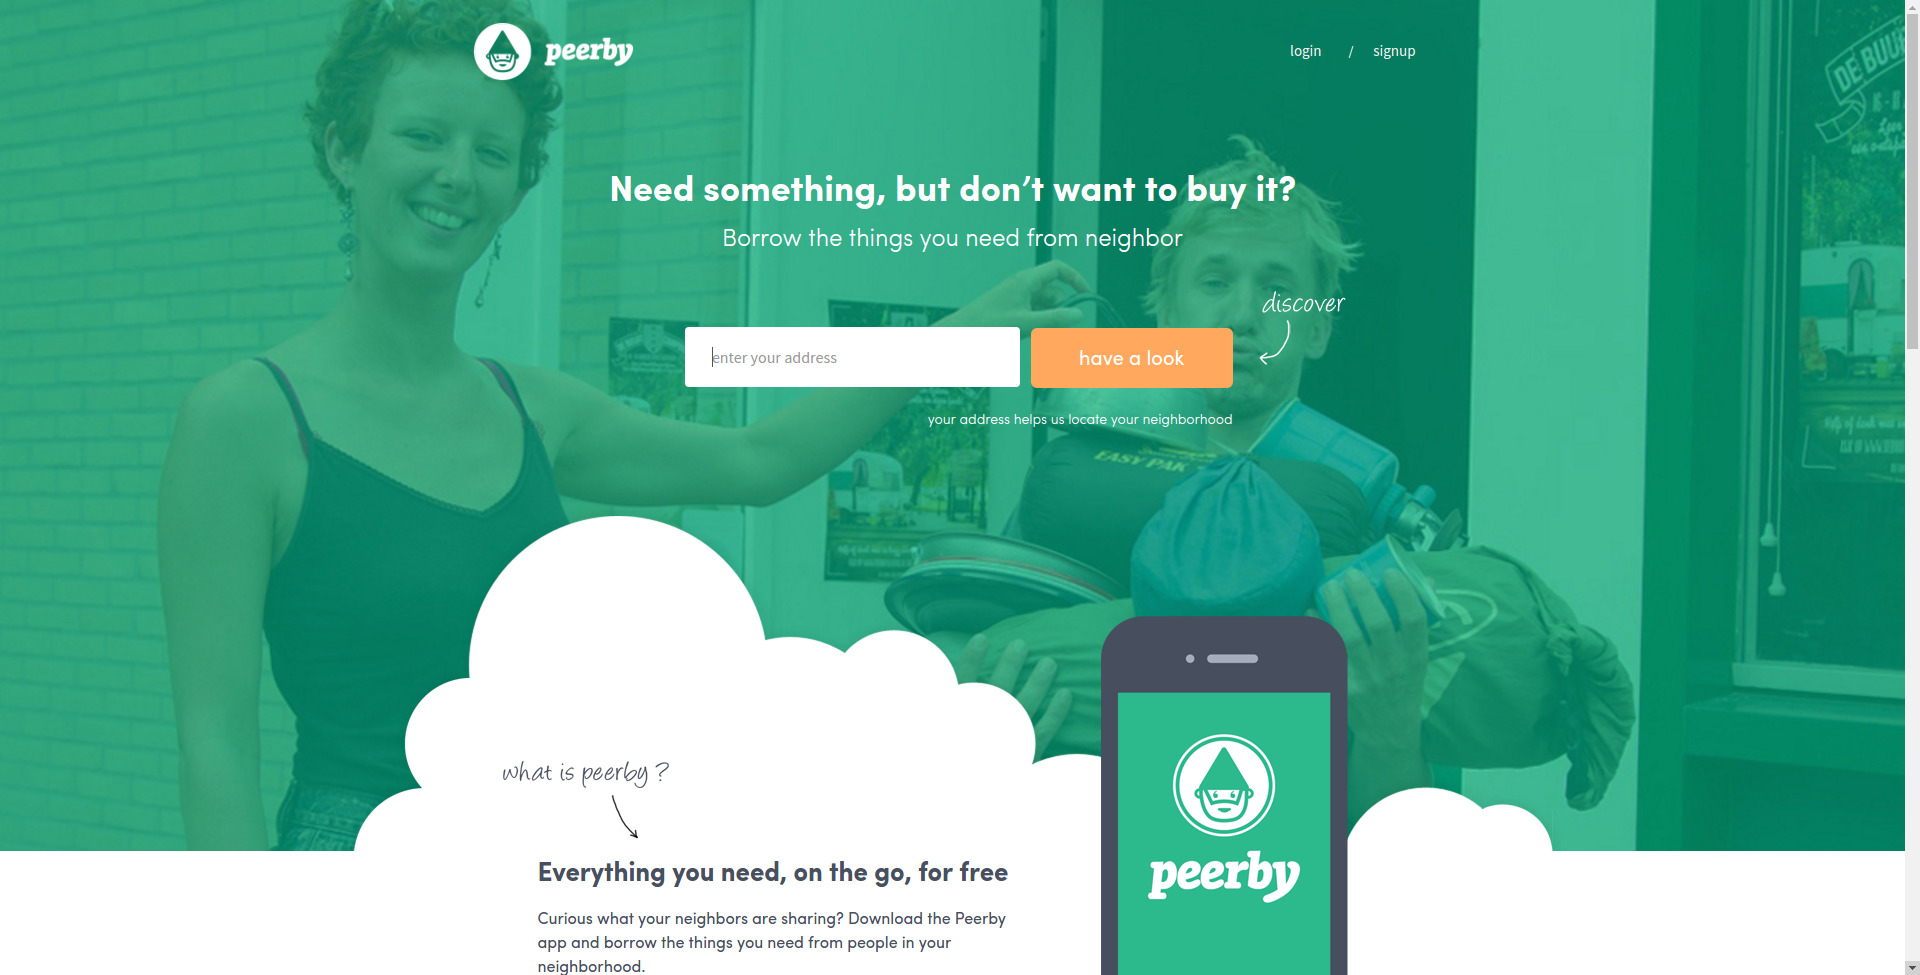 peerby
login / signup
Need something, but don’t want to buy it?
Borrow the things you need from neighbor
discover
enter your address
have a look
your address helps us locate your neighborhood
EASY PAK
what is peerby ?
Everything you need, on the go, for free
Curious what your neighbors are sharing? Download the Peerby
app and borrow the things you need from people in your
neighborhood.
peerby